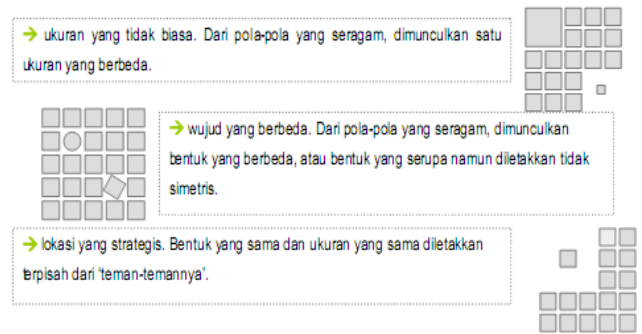 → ukuran yang tidak biasa. Dari pola-pola yang seragam, dimunculkan satu
ukuran yang berbeda.
→ wujud yang berbeda. Dari pola-pola yang seragam, dimunculkan
bentuk yang berbeda, atau bentuk yang serupa namun diletakkan tidak
simetris.
→ lokasi yang strategis. Bentuk yang sama dan ukuran yang sama diletakkan
terpisah dari 'teman-temannya'.